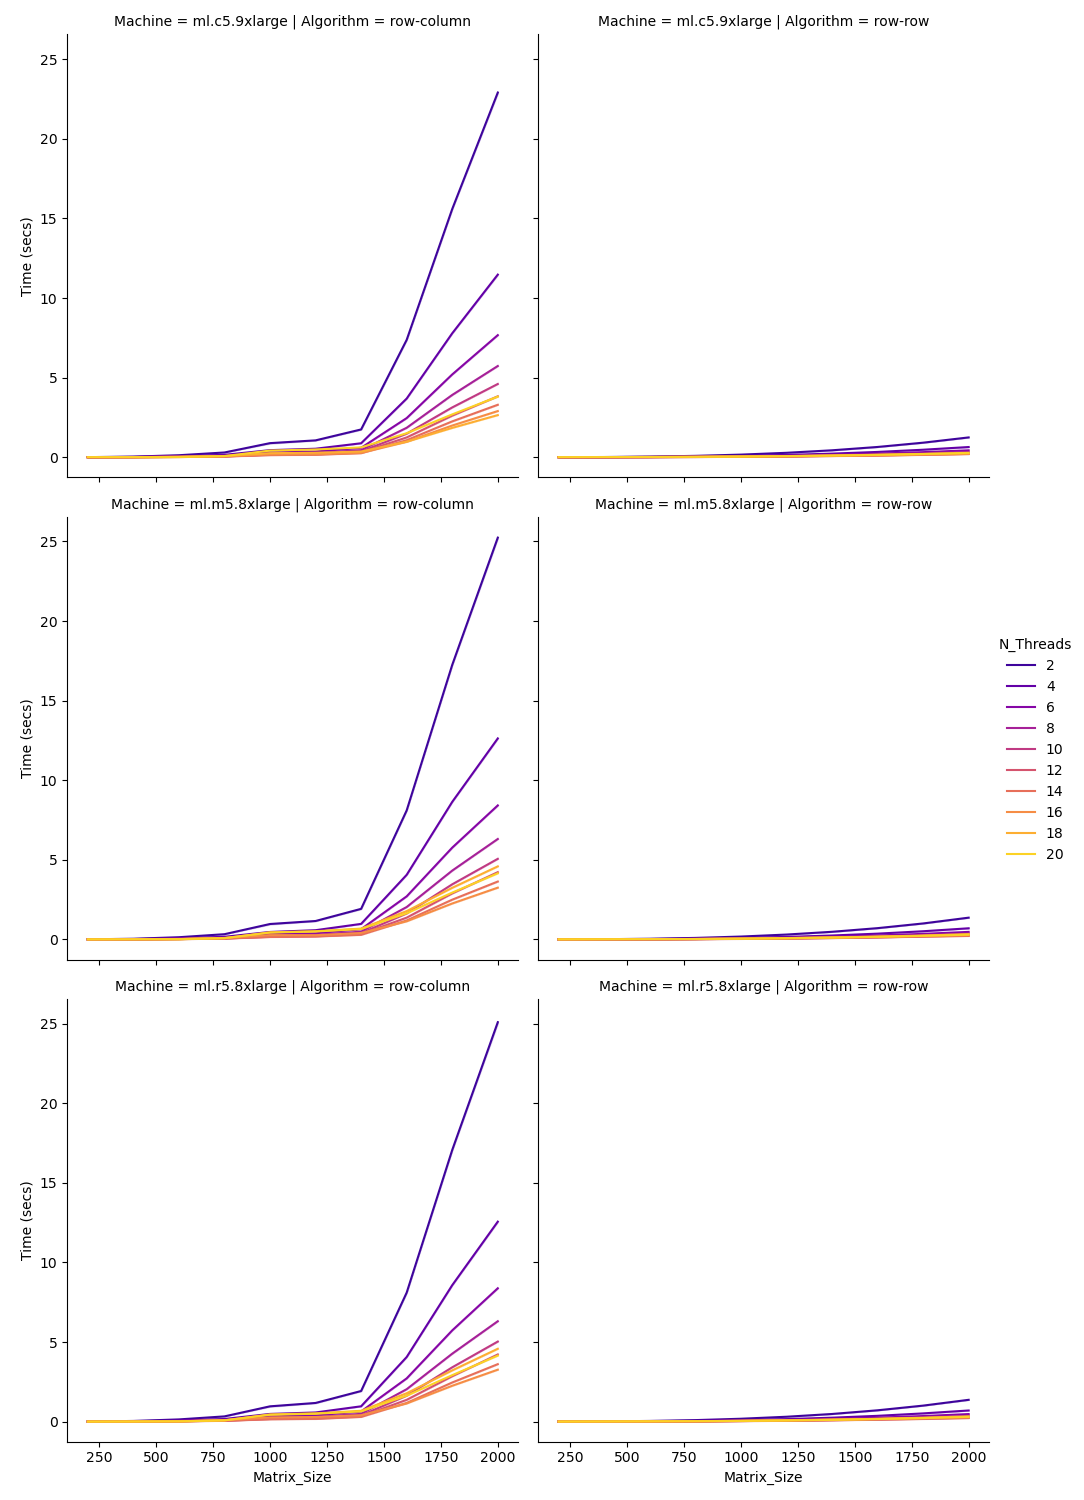 Machine = ml.c5.9xlarge | Algorithm = row-column
Machine = ml.c5.9xlarge | Algorithm = row-row
25
20
15
10
5
0
Time (secs)
Machine = ml.m5.8xlarge | Algorithm = row-column
Machine = ml.m5.8xlarge | Algorithm = row-row
25
20
15
10
5
0
Time (secs)
N_Threads
2
4
6
8
10
12
14
16
18
20
Machine = ml.r5.8xlarge | Algorithm = row-column
Machine = ml.r5.8xlarge | Algorithm = row-row
25
20
15
10
5
0
Time (secs)
250 500 750 1000 1250 1500 1750 2000
Matrix_Size
250 500 750 1000 1250 1500 1750 2000
Matrix_Size